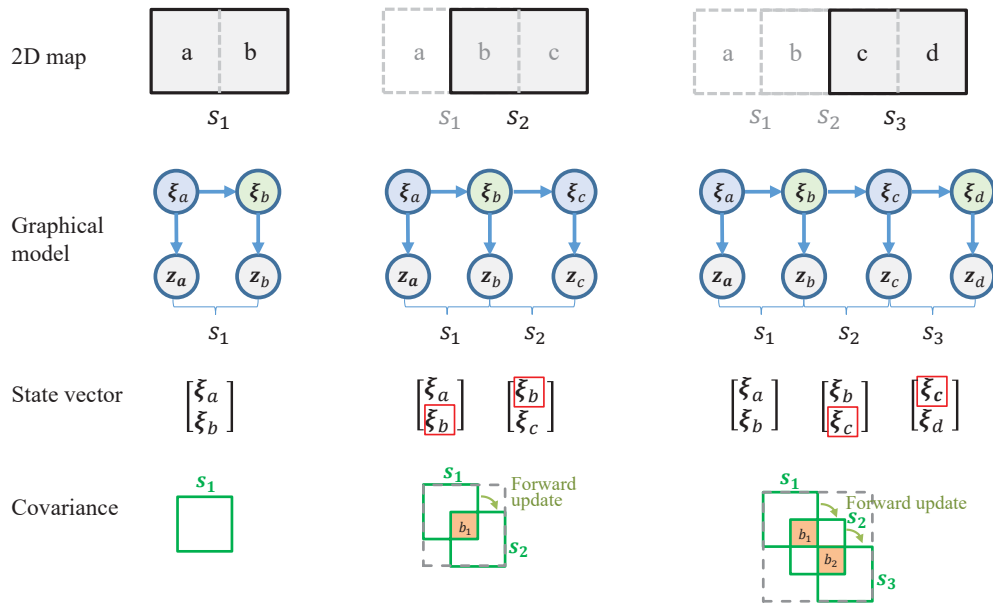 2D map
a b
b c
a b c d
s1
s1 s2
s1 s2 s3
Graphical
model
ξa ξb
ξa ξb ξc
ξa ξb ξc ξd
za zb
za zb zc
za zb zc zd
s1
s1 s2
s1 s2 s3
State vector
[ξa ξb]
[ξa ξb] [ξb ξc]
[ξa ξb] [ξb ξc] [ξc ξd]
Covariance
s1
s1
Forward
update
b1
s2
s1
Forward update
s2
b1
b2
s3